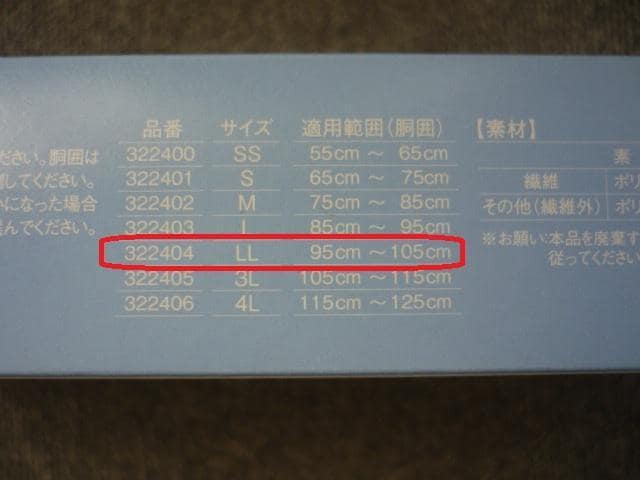 品番 サイズ 適用範囲(胴囲)
322400 SS 55cm ～ 65cm
322401 S 65cm ～ 75cm
322402 M 75cm ～ 85cm
322403 L 85cm ～ 95cm
322404 LL 95cm ～105cm
322405 3L 105cm ～115cm
322406 4L 115cm ～125cm
ださい。胴囲は
してください。
になった場合
んでください。
【素材】
素
繊維 ポリ
その他(繊維外) ポリ
※お願い:本品を廃棄す
従ってください。